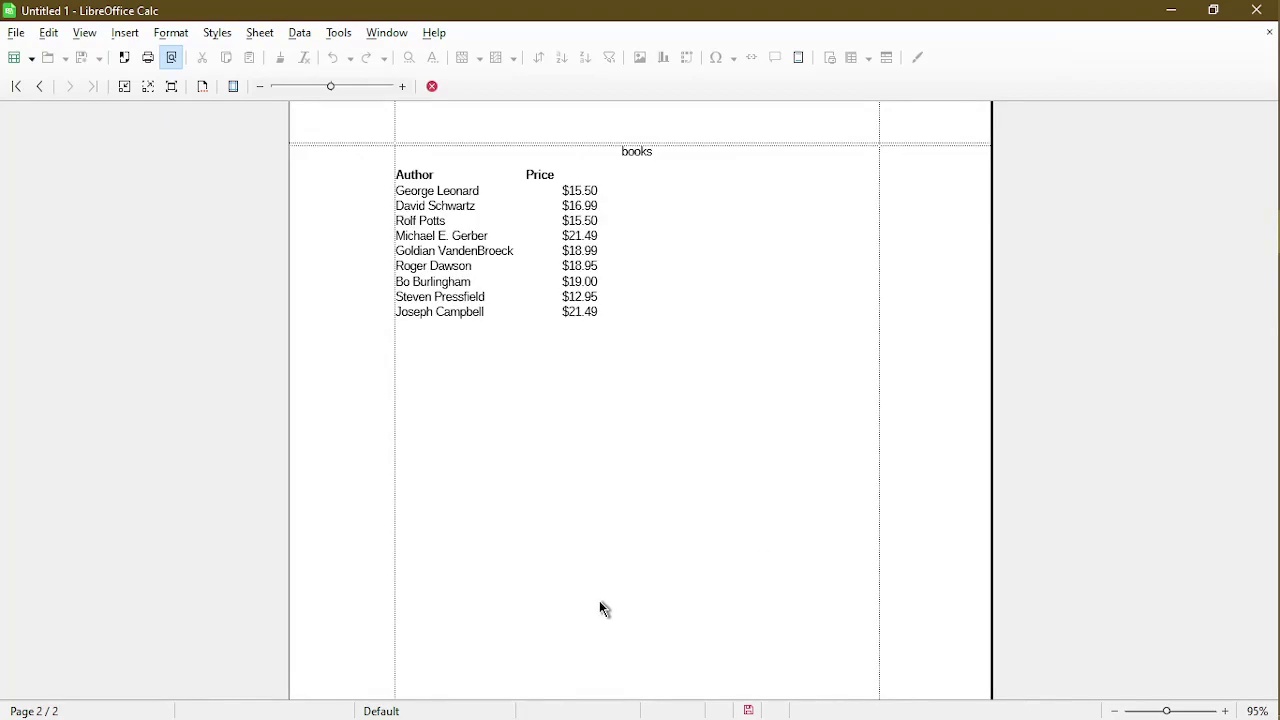 Untitled 1 - LibreOffice Calc
File Edit View Insert Format Styles Sheet Data Tools Window Help
books
Author Price
George Leonard $15.50
David Schwartz $16.99
Rolf Potts $15.50
Michael E. Gerber $21.49
Goldian VandenBroeck $18.99
Roger Dawson $18.95
Bo Burlingham $19.00
Steven Pressfield $12.95
Joseph Campbell $21.49
Page 2 / 2 Default 95%